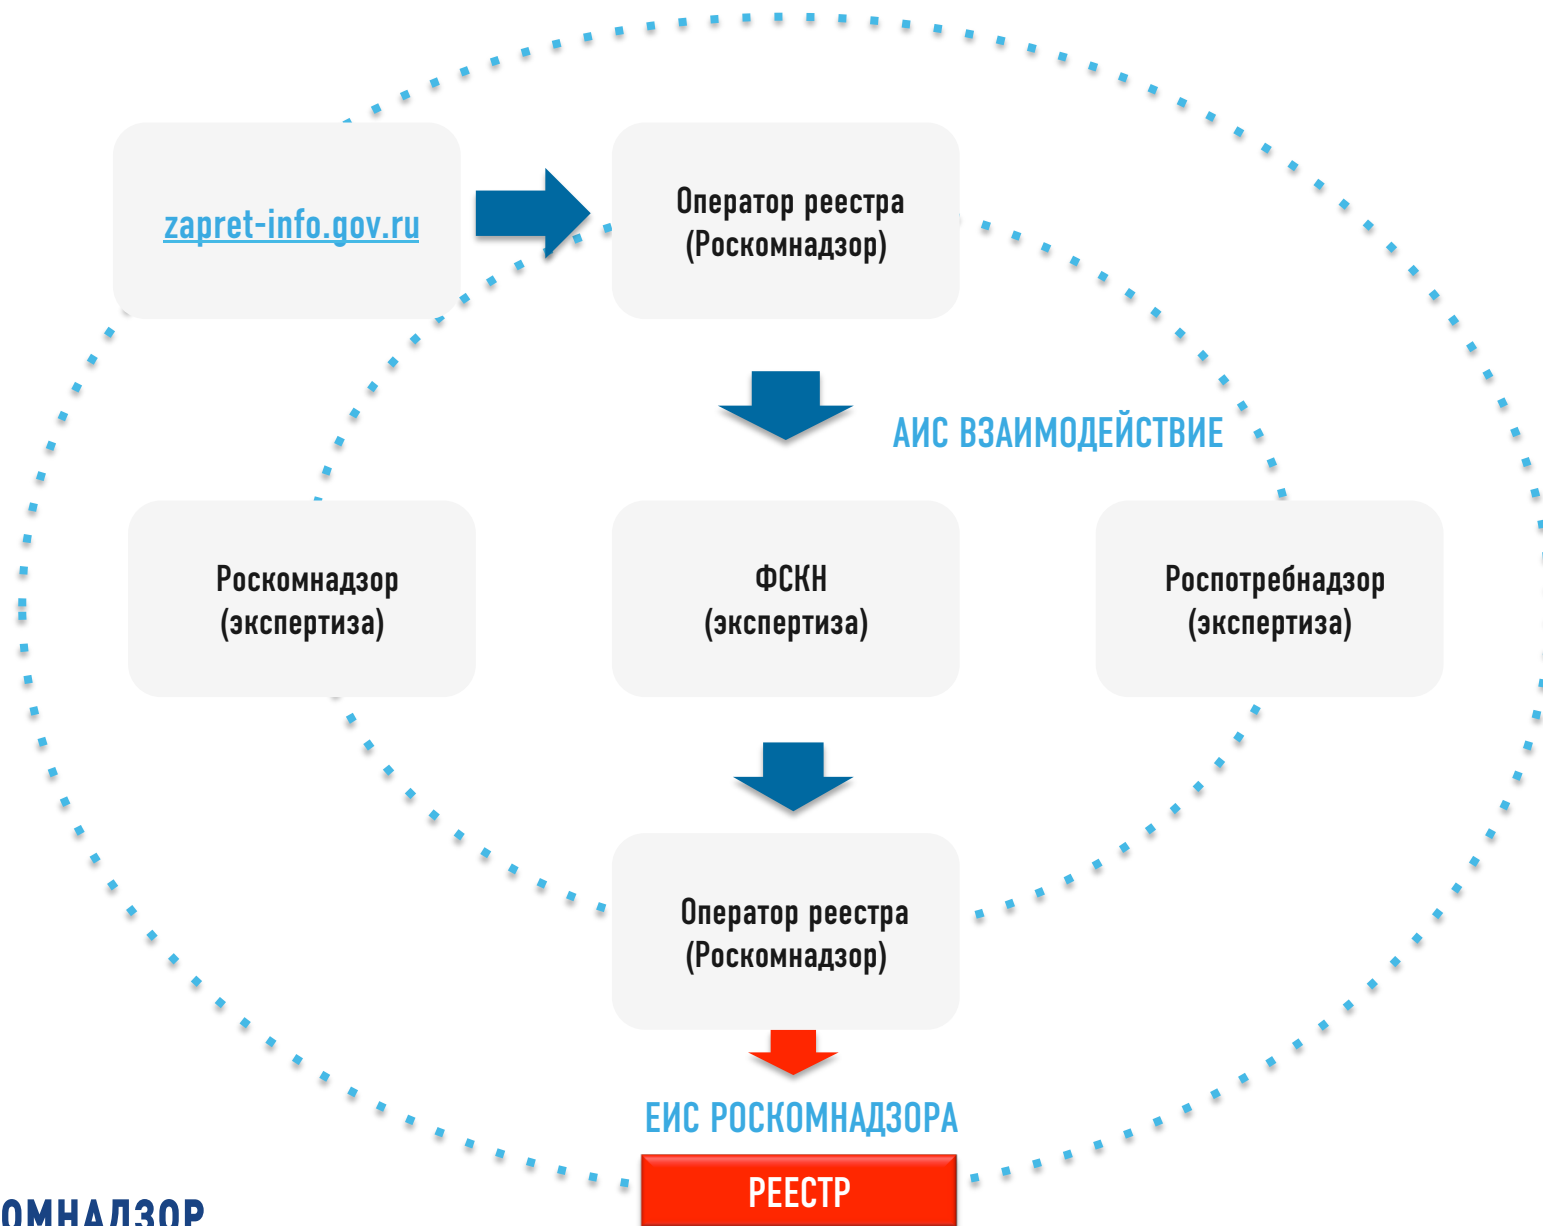 zapret-info.gov.ru
Оператор реестра
(Роскомнадзор)
АИС ВЗАИМОДЕЙСТВИЕ
Роскомнадзор
(экспертиза)
ФСКН
(экспертиза)
Роспотребнадзор
(экспертиза)
Оператор реестра
(Роскомнадзор)
ЕИС РОСКОМНАДЗОРА
РЕЕСТР